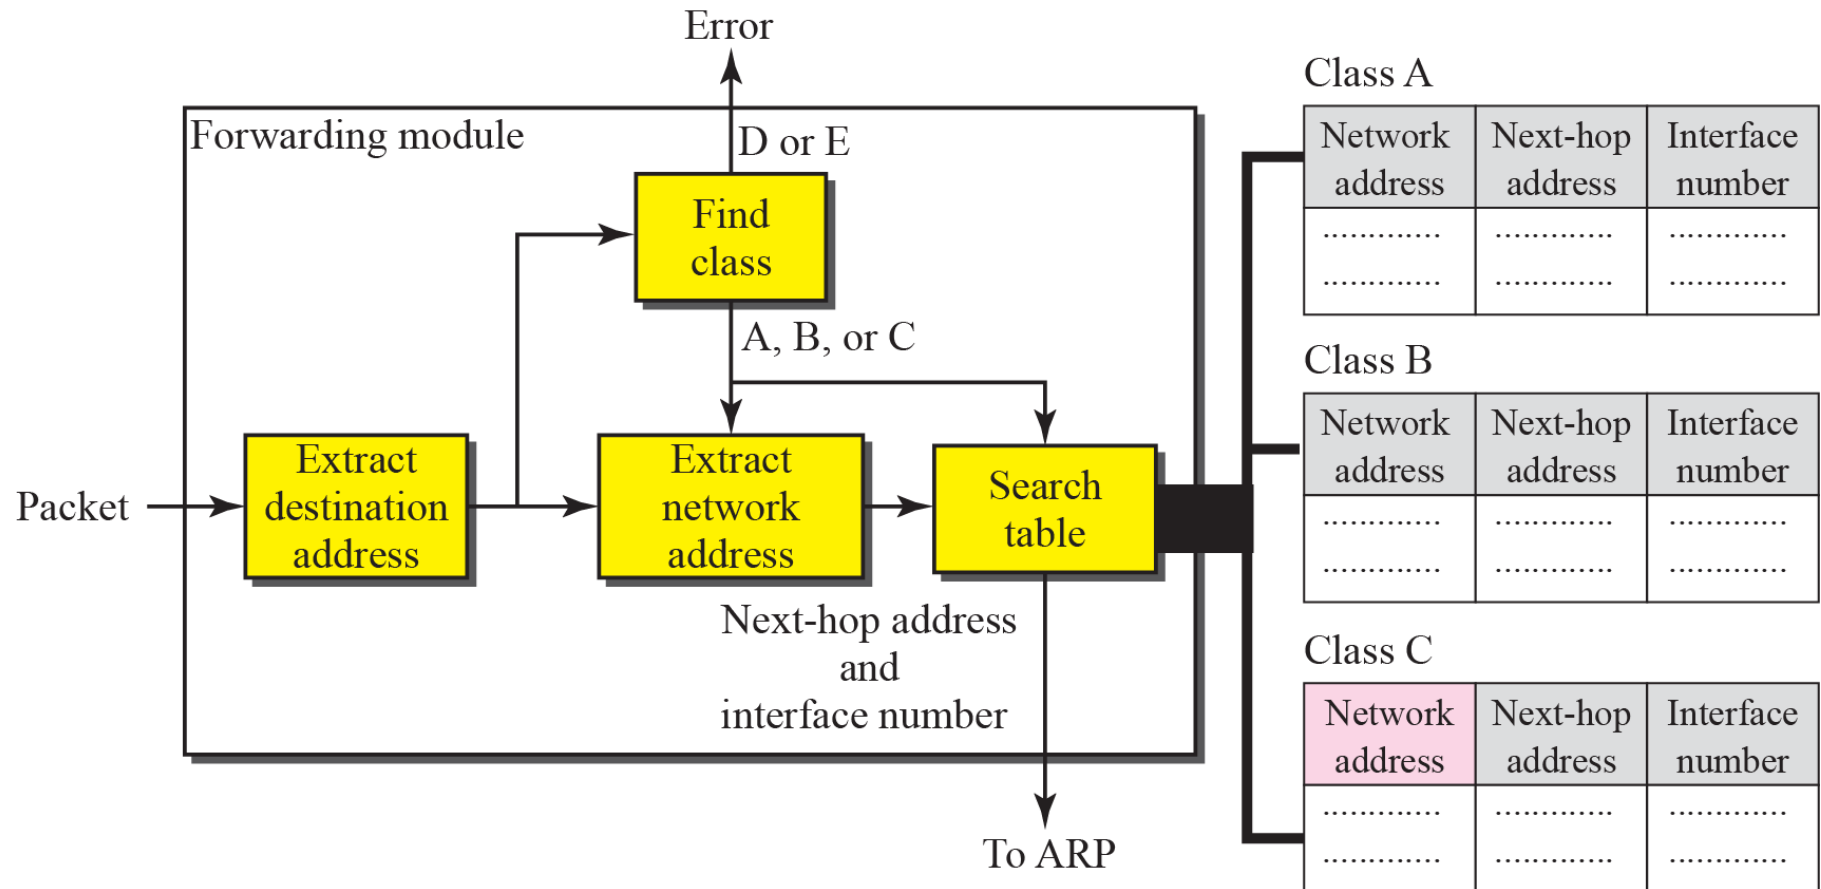 Error
Forwarding module
D or E
Find
class
A, B, or C
Packet
Extract
destination
address
Extract
network
address
Search
table
Next-hop address
and
interface number
To ARP
Class A
Network address
Next-hop address
Interface number
.............
.............
.............
.............
.............
.............
Class B
Network address
Next-hop address
Interface number
.............
.............
.............
.............
.............
.............
Class C
Network address
Next-hop address
Interface number
.............
.............
.............
.............
.............
.............